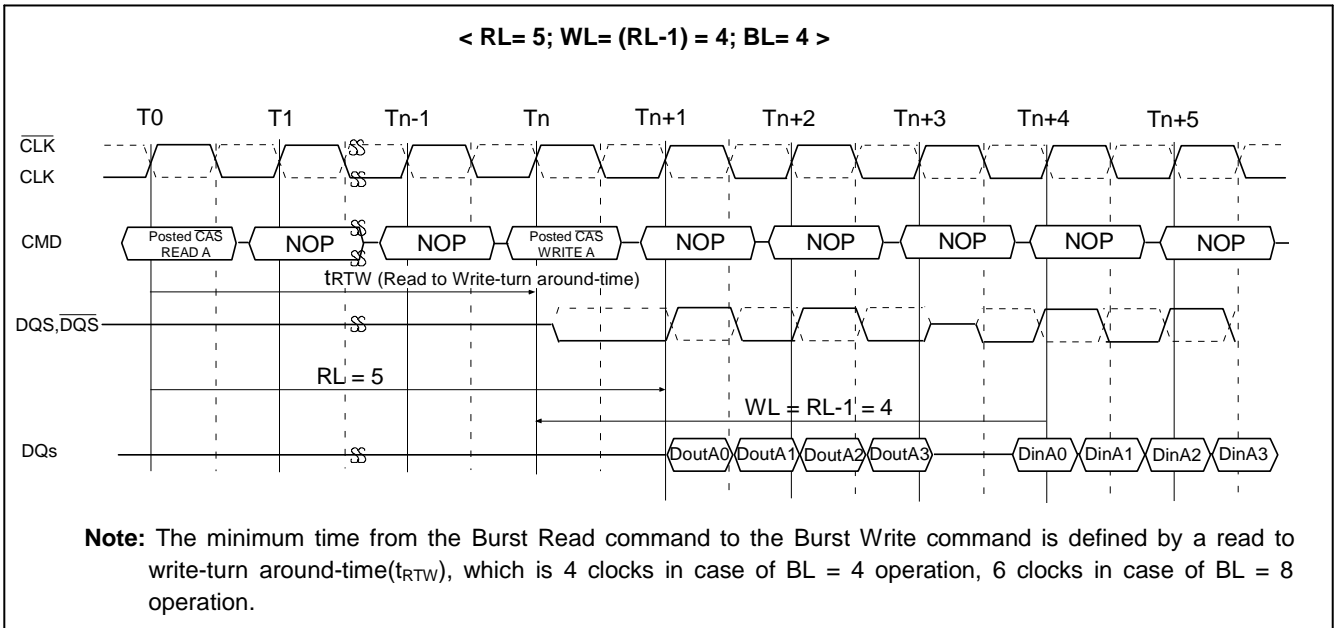 < RL= 5; WL= (RL-1) = 4; BL= 4 >
T0 T1 Tn-1 Tn Tn+1 Tn+2 Tn+3 Tn+4 Tn+5
CLK
CLK
CMD
Posted CAS READ A
NOP
NOP
Posted CAS WRITE A
NOP
NOP
NOP
NOP
NOP
tRTW (Read to Write-turn around-time)
DQS,DQS
RL = 5
WL = RL-1 = 4
DQs
DoutA0 DoutA1 DoutA2 DoutA3 DinA0 DinA1 DinA2 DinA3
Note: The minimum time from the Burst Read command to the Burst Write command is defined by a read to
write-turn around-time(tRTW), which is 4 clocks in case of BL = 4 operation, 6 clocks in case of BL = 8
operation.